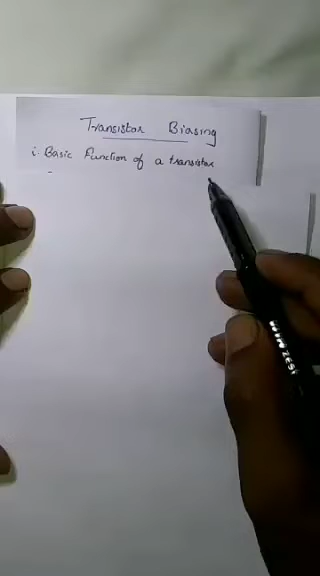 Transistor Biasing
i. Basic Function of a transistor